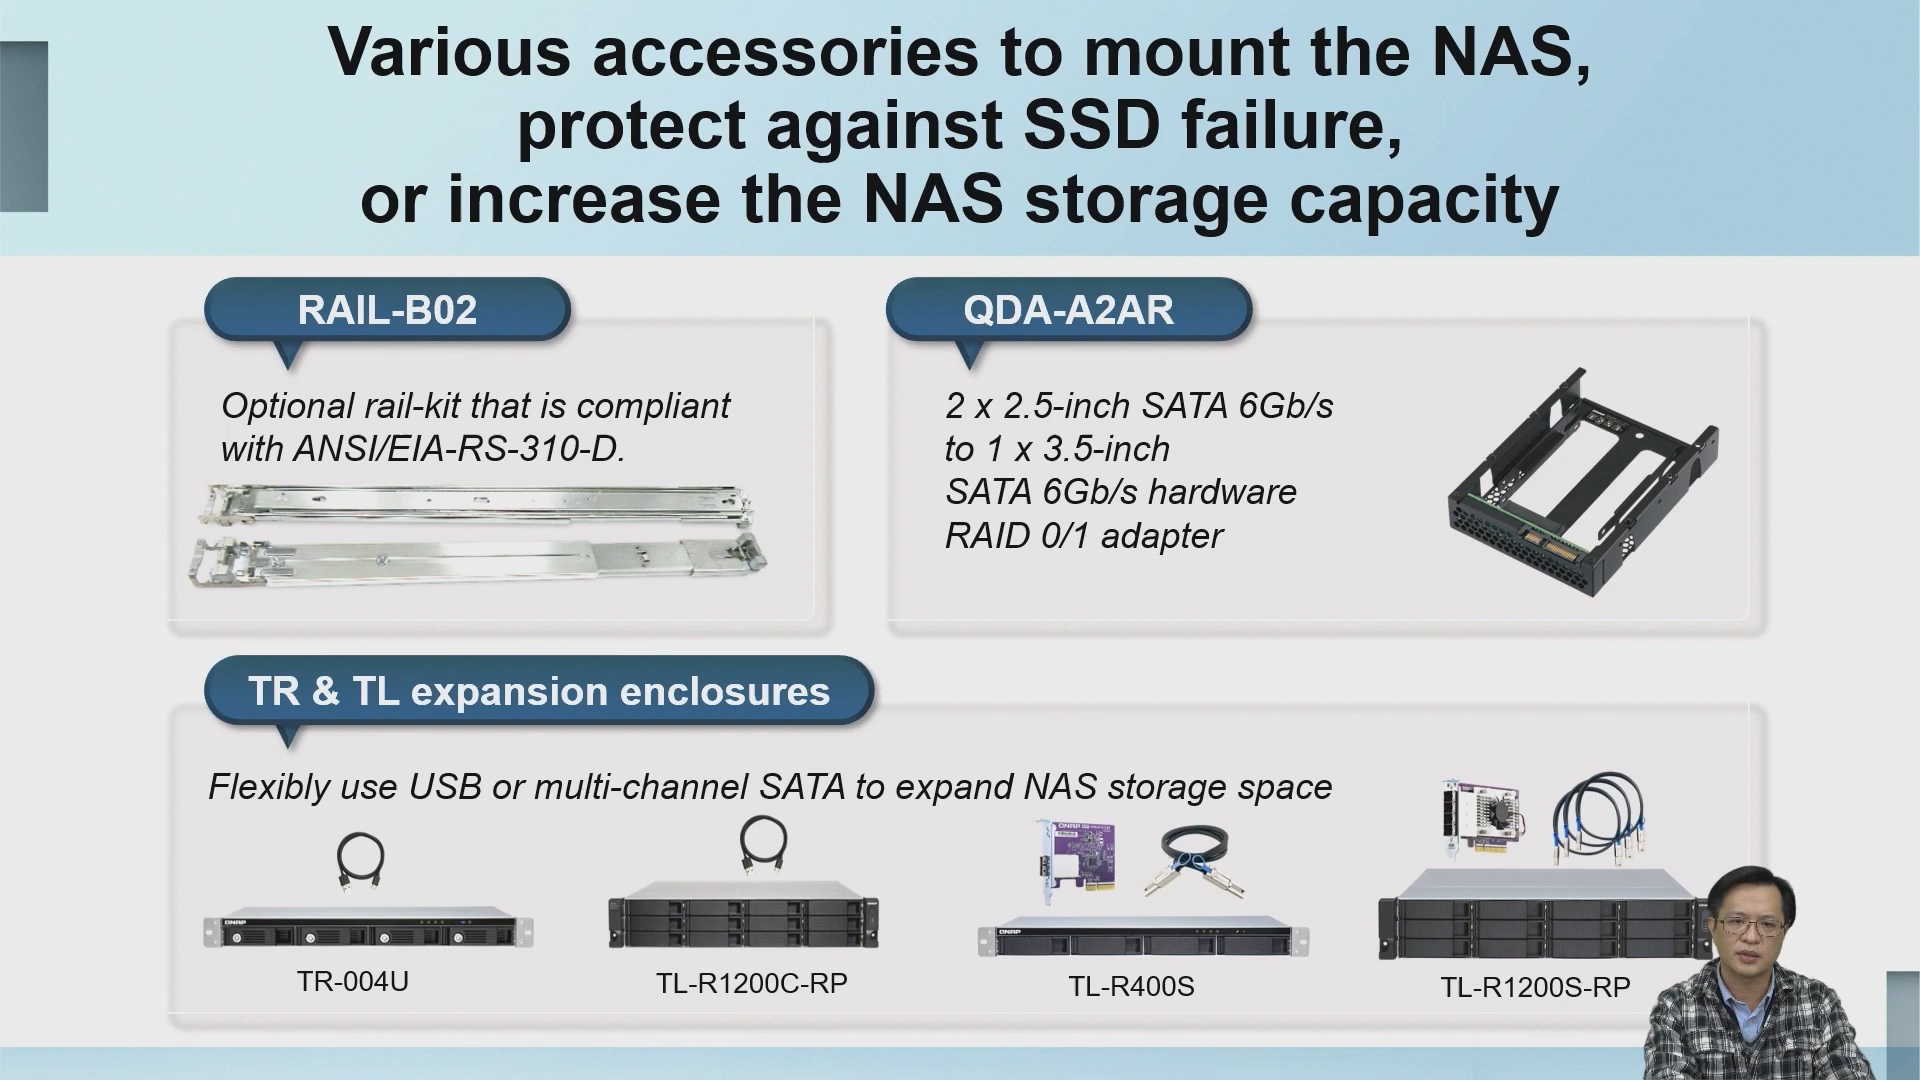 Various accessories to mount the NAS,
protect against SSD failure,
or increase the NAS storage capacity
RAIL-B02
Optional rail-kit that is compliant
with ANSI/EIA-RS-310-D.
QDA-A2AR
2 x 2.5-inch SATA 6Gb/s
to 1 x 3.5-inch
SATA 6Gb/s hardware
RAID 0/1 adapter
TR & TL expansion enclosures
Flexibly use USB or multi-channel SATA to expand NAS storage space
QNAP
TR-004U
TL-R1200C-RP
QNAP
QNAP
TL-R400S
TL-R1200S-RP